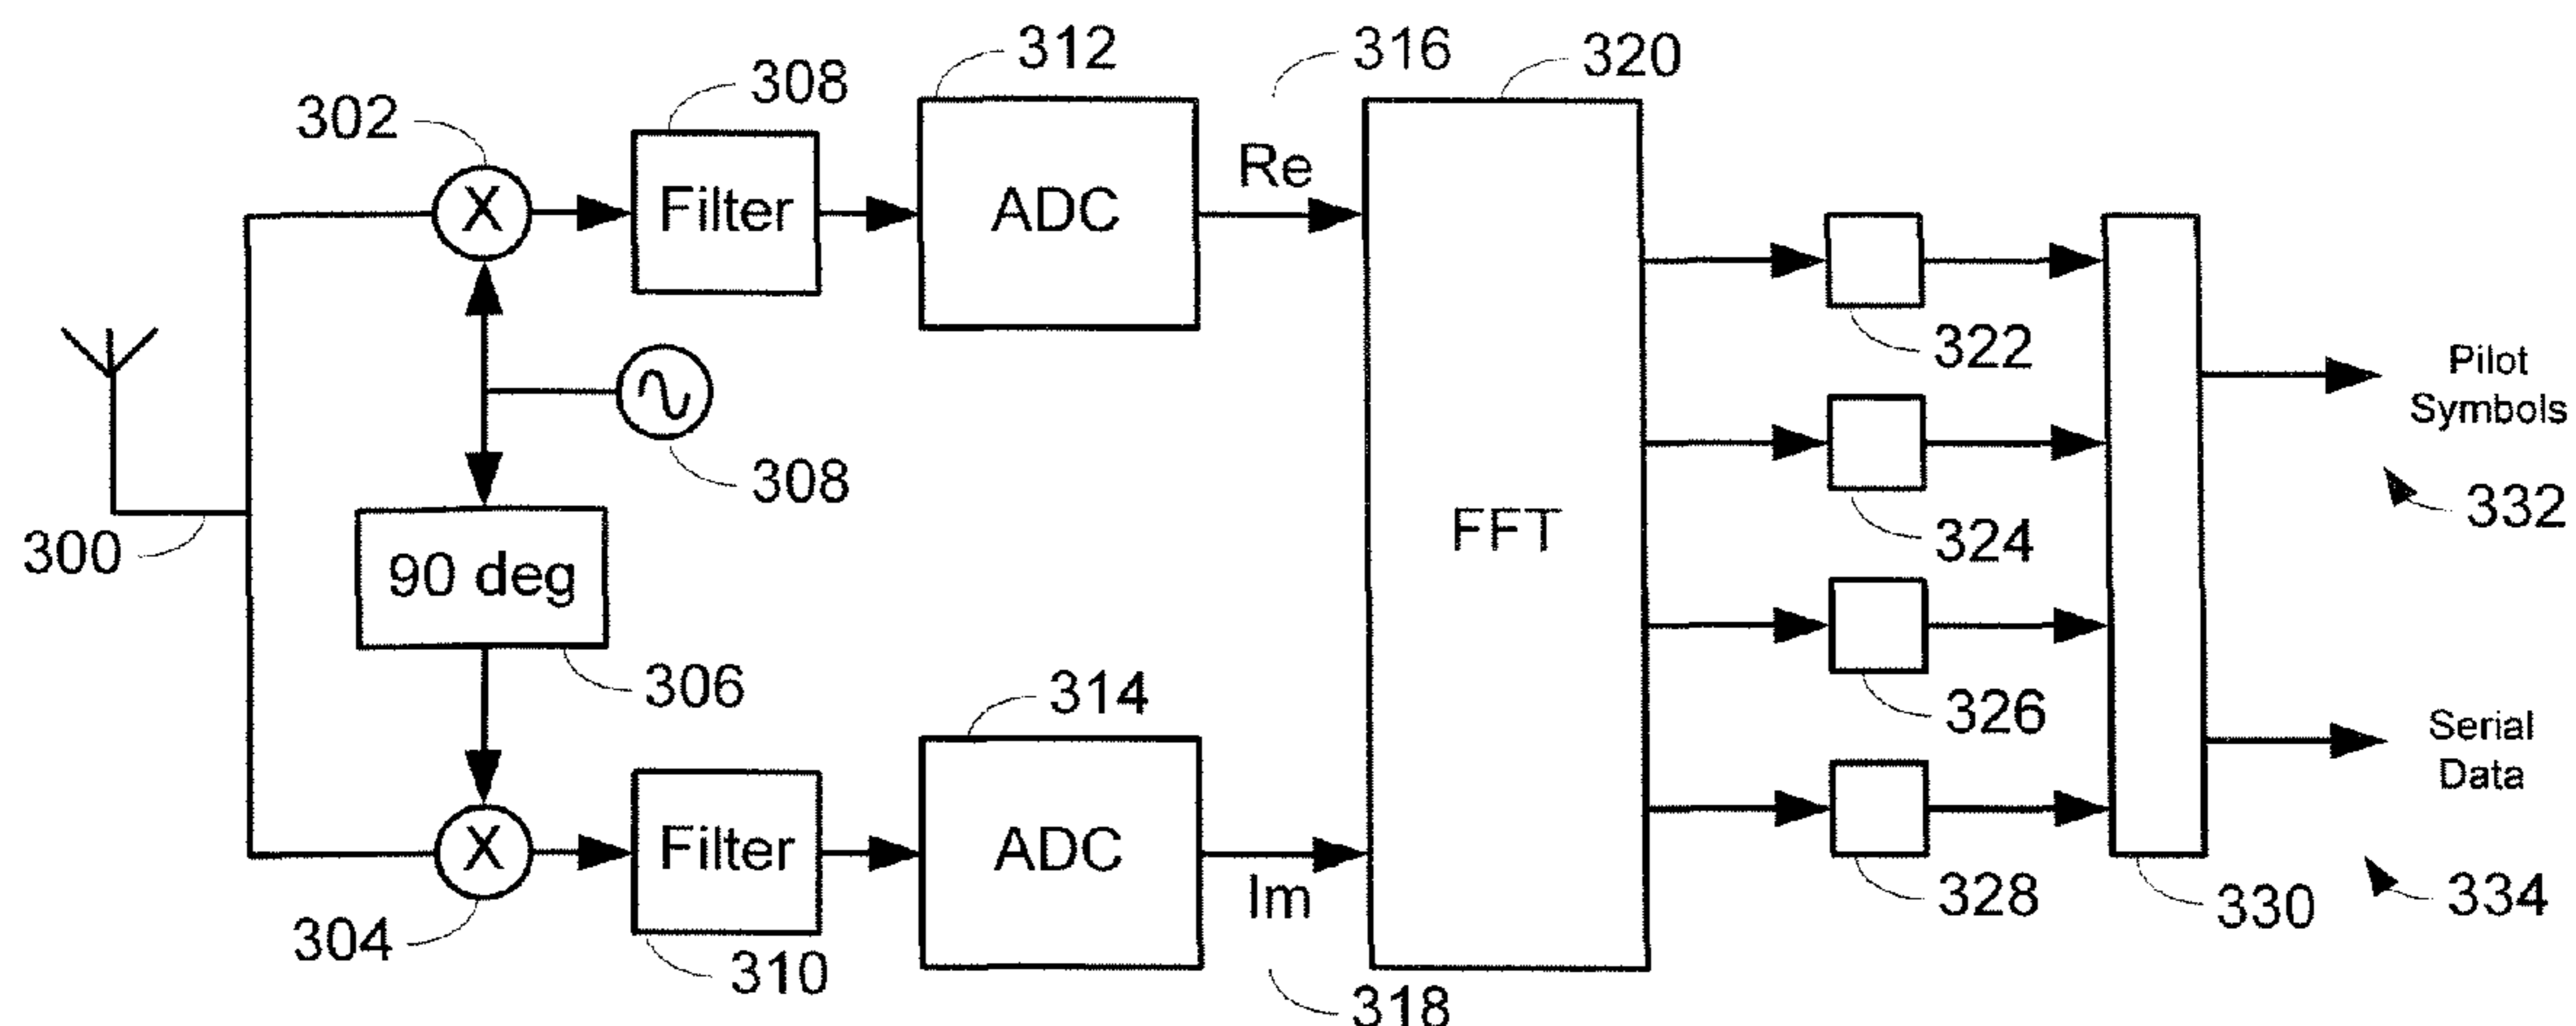 312
316
320
308
302
Re
X
Filter
ADC
322
Pilot
Symbols
308
332
300
90 deg
FFT
324
306
314
326
Serial
Data
X
Filter
ADC
Im
328
330
334
304
310
318